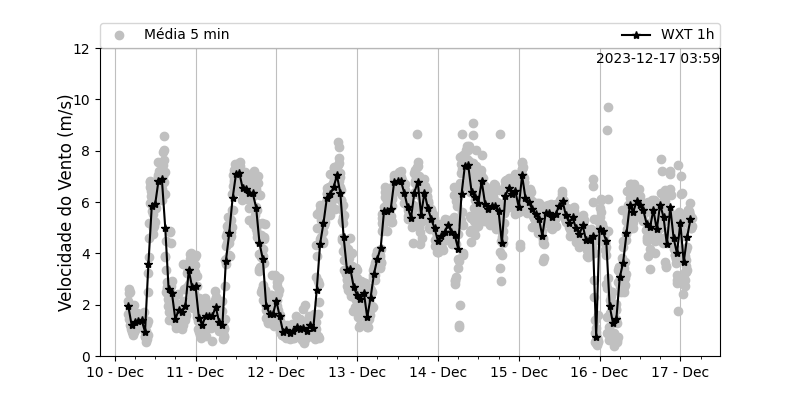 Média 5 min
WXT 1h
2023-12-17 03:59
Velocidade do Vento (m/s)
12
10
8
6
4
2
0
10 - Dec
11 - Dec
12 - Dec
13 - Dec
14 - Dec
15 - Dec
16 - Dec
17 - Dec